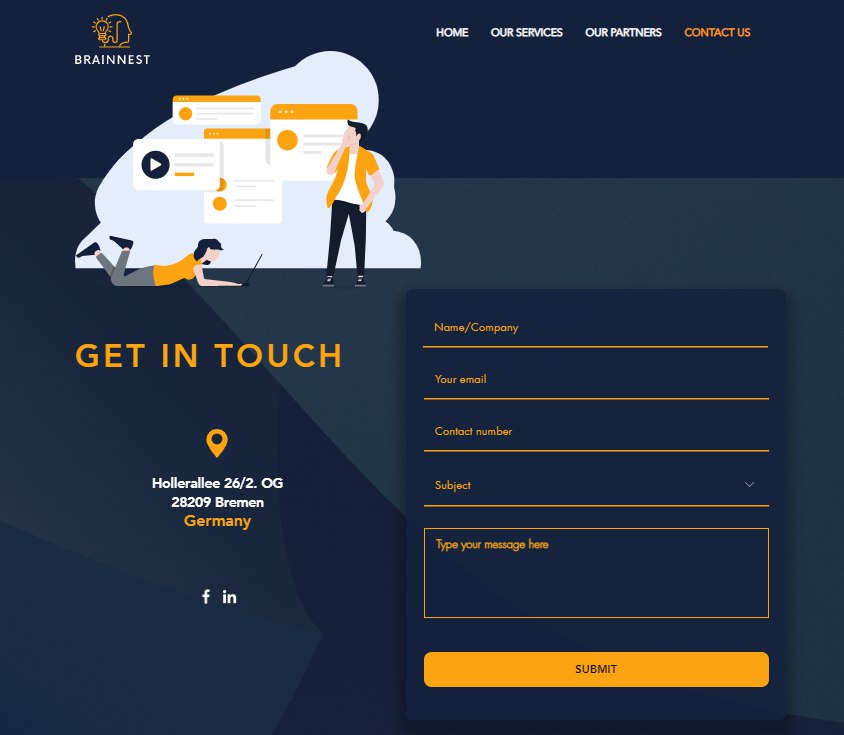 BRAINNEST
HOME OUR SERVICES OUR PARTNERS CONTACT US
GET IN TOUCH
Hollerallee 26/2. OG
28209 Bremen
Germany
f in
Name/Company
Your email
Contact number
Subject
Type your message here
SUBMIT